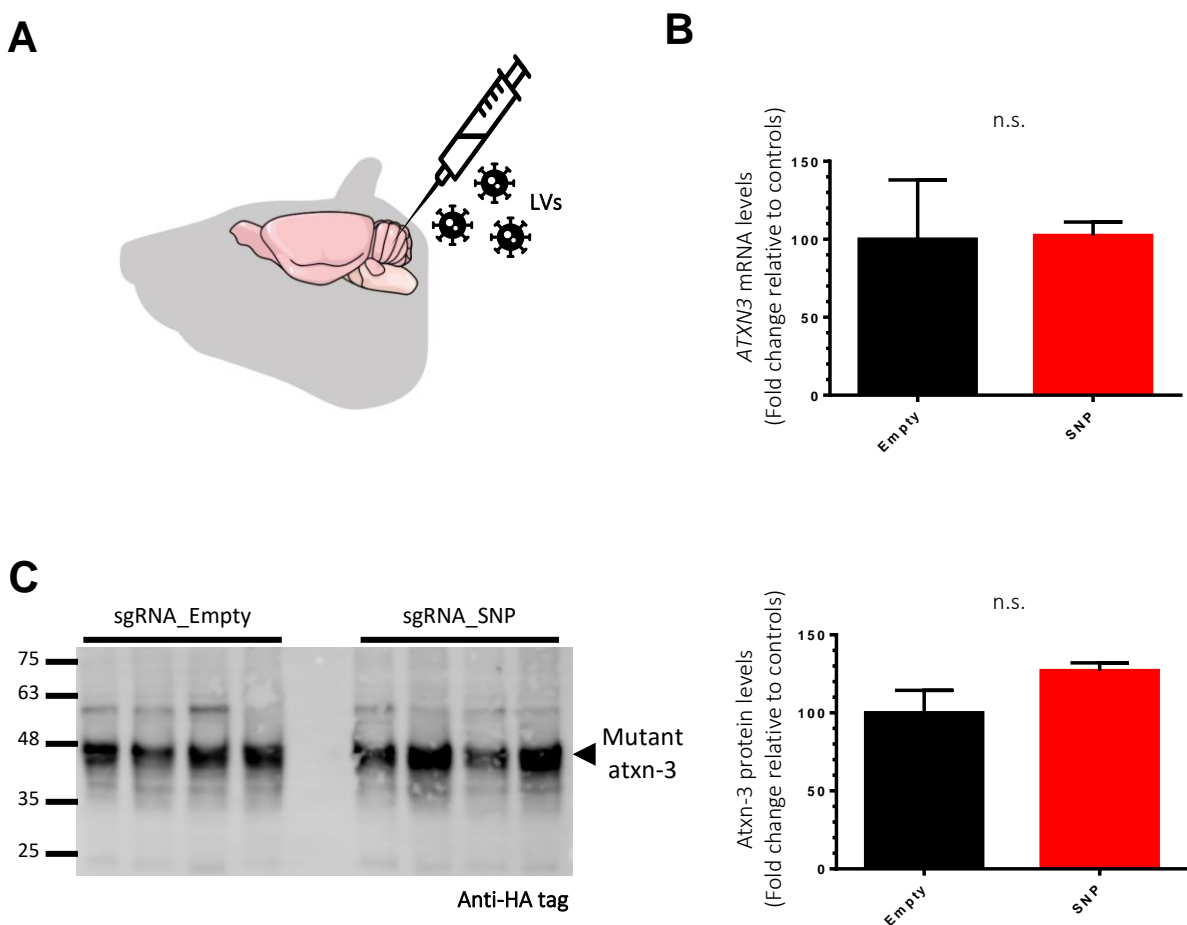 A
LVs
B
n.s.
ATXN3 mRNA levels
(Fold change relative to controls)
150
100
50
0
Empty
SNP
C
sgRNA_Empty
sgRNA_SNP
75
63
48
35
25
Mutant
atxn-3
Anti-HA tag
n.s.
Atxn-3 protein levels
(Fold change relative to controls)
150
100
50
0
Empty
SNP